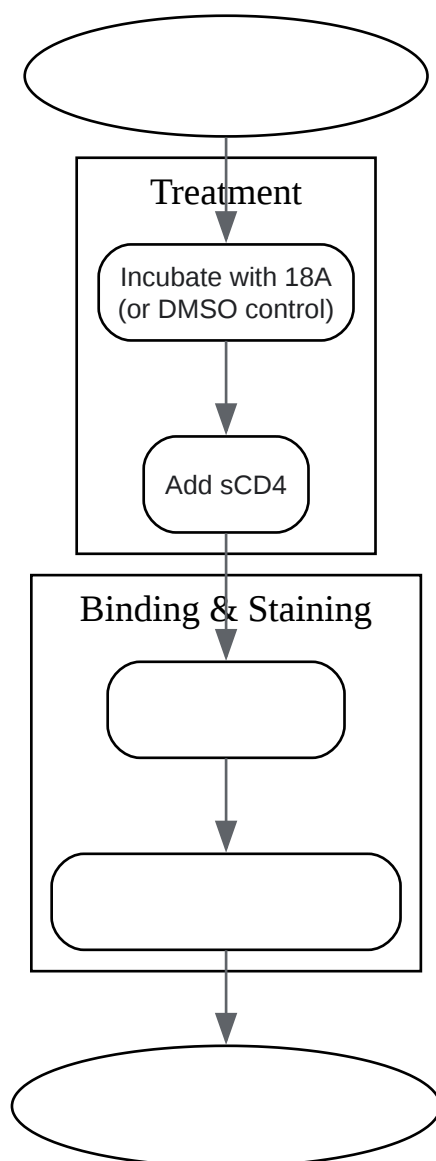 Treatment
Incubate with 18A
(or DMSO control)
Add sCD4
Binding & Staining